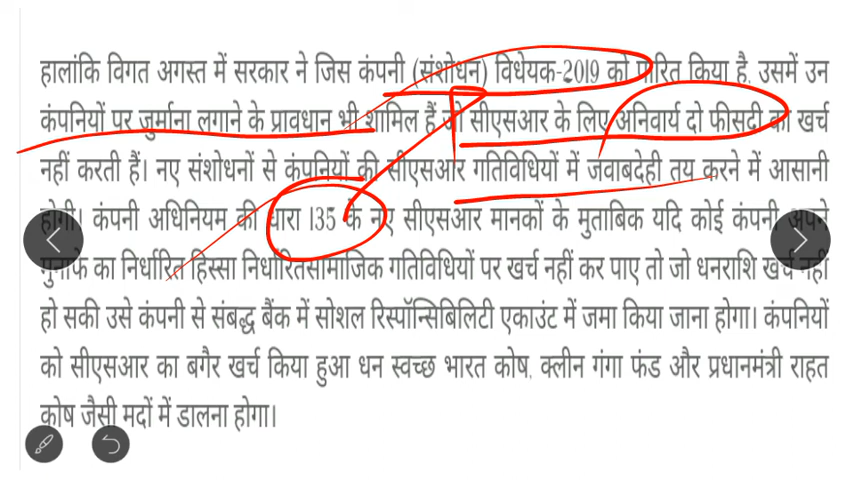 हालांकि विगत अगस्त में सरकार ने जिस कंपनी (संशोधन) विधेयक-2019 को पारित किया है, उसमें उन
कंपनियों पर जुर्माना लगाने के प्रावधान भी शामिल हैं जो सीएसआर के लिए अनिवार्य दो फीसदी का खर्च
नहीं करती हैं। नए संशोधनों से कंपनियों की सीएसआर गतिविधियों में जवाबदेही तय करने में आसानी
होगी। कंपनी अधिनियम की धारा 135 के नए सीएसआर मानकों के मुताबिक यदि कोई कंपनी अपने
मुनाफे का निर्धारित हिस्सा निर्धारितसामाजिक गतिविधियों पर खर्च नहीं कर पाए तो जो धनराशि खर्च नहीं
हो सकी उसे कंपनी से संबद्ध बैंक में सोशल रिस्पॉन्सिबिलिटी एकाउंट में जमा किया जाना होगा। कंपनियों
को सीएसआर का बगैर खर्च किया हुआ धन स्वच्छ भारत कोष, क्लीन गंगा फंड और प्रधानमंत्री राहत
कोष जैसी मदों में डालना होगा।